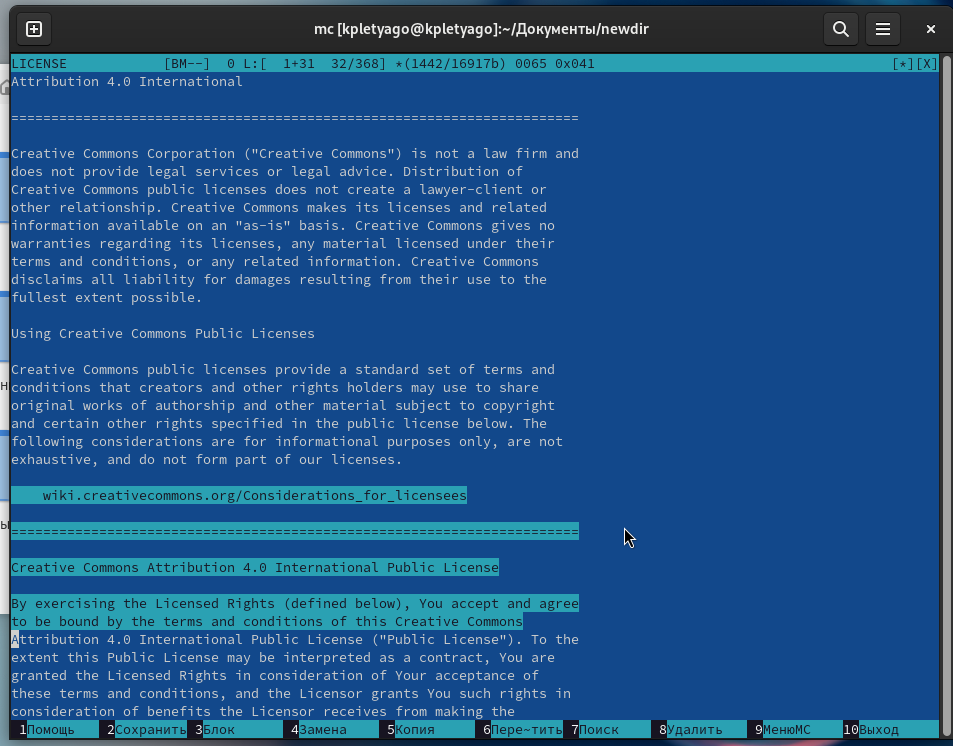 mc [kpletyago@kpletyago]:~/Документы/newdir
LICENSE [BM--] 0 L:[ 1+31 32/368] *(1442/16917b) 0065 0x041 [*][X]
Attribution 4.0 International
=======================================================================
Creative Commons Corporation ("Creative Commons") is not a law firm and
does not provide legal services or legal advice. Distribution of
Creative Commons public licenses does not create a lawyer-client or
other relationship. Creative Commons makes its licenses and related
information available on an "as-is" basis. Creative Commons gives no
warranties regarding its licenses, any material licensed under their
terms and conditions, or any related information. Creative Commons
disclaims all liability for damages resulting from their use to the
fullest extent possible.
Using Creative Commons Public Licenses
Creative Commons public licenses provide a standard set of terms and
conditions that creators and other rights holders may use to share
original works of authorship and other material subject to copyright
and certain other rights specified in the public license below. The
following considerations are for informational purposes only, are not
exhaustive, and do not form part of our licenses.
wiki.creativecommons.org/Considerations_for_licensees
=======================================================================
Creative Commons Attribution 4.0 International Public License
By exercising the Licensed Rights (defined below), You accept and agree
to be bound by the terms and conditions of this Creative Commons
Attribution 4.0 International Public License ("Public License"). To the
extent this Public License may be interpreted as a contract, You are
granted the Licensed Rights in consideration of Your acceptance of
these terms and conditions, and the Licensor grants You such rights in
consideration of benefits the Licensor receives from making the
1Помощь 2Сохранить 3Блок 4Замена 5Копия 6Пере~тить 7Поиск 8Удалить 9МенюMC 10Выход